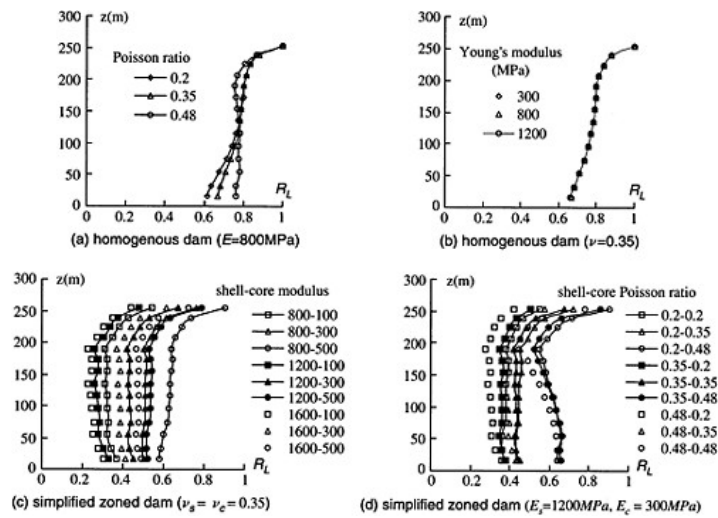 z(m)
300
250
200
150
100
50
0
Poisson ratio
0.2
0.35
0.48
R_L
0 0.2 0.4 0.6 0.8 1
(a) homogenous dam (E=800MPa)
z(m)
300
250
200
150
100
50
0
Young's modulus
(MPa)
300
800
1200
R_L
0 0.2 0.4 0.6 0.8 1
(b) homogenous dam (ν=0.35)
z(m)
300
250
200
150
100
50
0
shell-core modulus
800-100
800-300
800-500
1200-100
1200-300
1200-500
1600-100
1600-300
1600-500
R_L
0 0.2 0.4 0.6 0.8 1
(c) simplified zoned dam (ν_s = ν_c = 0.35)
z(m)
300
250
200
150
100
50
0
shell-core Poisson ratio
0.2-0.2
0.2-0.35
0.2-0.48
0.35-0.2
0.35-0.35
0.35-0.48
0.48-0.2
0.48-0.35
0.48-0.48
R_L
0 0.2 0.4 0.6 0.8 1
(d) simplified zoned dam (E_s=1200MPa, E_c = 300MPa)